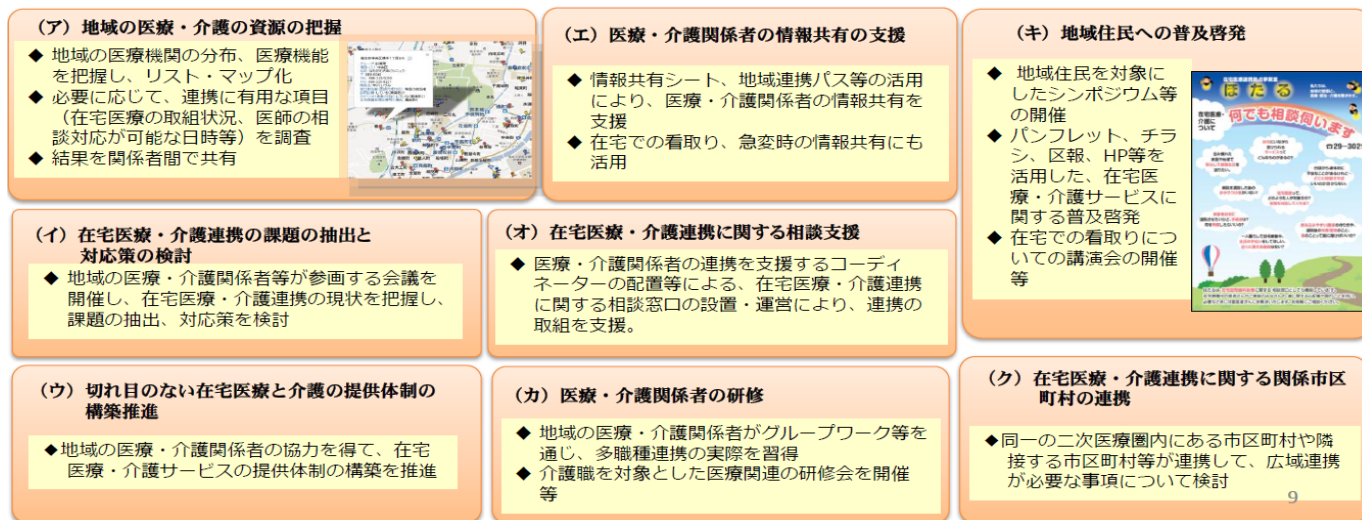 （ア）地域の医療・介護の資源の把握
◆ 地域の医療機関の分布、医療機能
を把握し、リスト・マップ化
◆ 必要に応じて、連携に有用な項目
（在宅医療の取組状況、医師の相
談対応が可能な日時等）を調査
◆ 結果を関係者間で共有
（イ）在宅医療・介護連携の課題の抽出と
対応策の検討
◆ 地域の医療・介護関係者等が参画する会議を
開催し、在宅医療・介護連携の現状を把握し、
課題の抽出、対応策を検討
（ウ）切れ目のない在宅医療と介護の提供体制の
構築推進
◆地域の医療・介護関係者の協力を得て、在宅
医療・介護サービスの提供体制の構築を推進
（エ）医療・介護関係者の情報共有の支援
◆ 情報共有シート、地域連携パス等の活用
により、医療・介護関係者の情報共有を
支援
◆ 在宅での看取り、急変時の情報共有にも
活用
（オ）在宅医療・介護連携に関する相談支援
◆ 医療・介護関係者の連携を支援するコーディ
ネーターの配置等による、在宅医療・介護連携
に関する相談窓口の設置・運営により、連携の
取組を支援。
（カ）医療・介護関係者の研修
◆ 地域の医療・介護関係者がグループワーク等を
通じ、多職種連携の実際を習得
◆ 介護職を対象とした医療関連の研修会を開催
等
（キ）地域住民への普及啓発
◆ 地域住民を対象に
したシンポジウム等
の開催
◆ パンフレット、チラ
シ、区報、HP等を
活用した、在宅医
療・介護サービスに
関する普及啓発
◆ 在宅での看取りにつ
いての講演会の開催
等
ほたる
在宅医療・
介護に
ついて
何でも相談伺います
（ク）在宅医療・介護連携に関する関係市区
町村の連携
◆同一の二次医療圏内にある市区町村や隣
接する市区町村等が連携して、広域連携
が必要な事項について検討
9